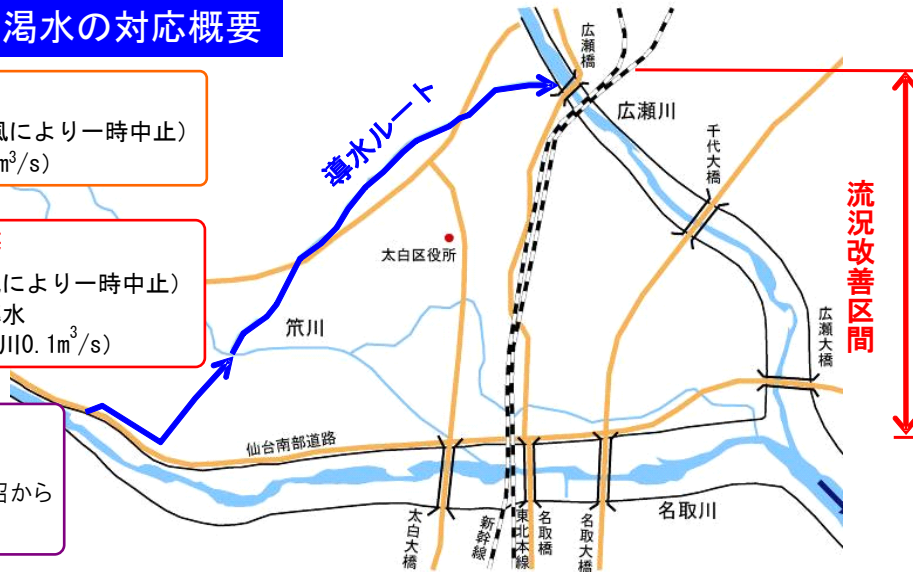 渇水の対応概要
風により一時中止）
m³/s）
により一時中止）
水
川0.1m³/s）
沼から
導水ルート
広瀬橋
広瀬川
千代大橋
流況改善区間
太白区役所
笊川
広瀬大橋
仙台南部道路
名取川
太白大橋
新幹線
東北本線
名取橋
名取大橋